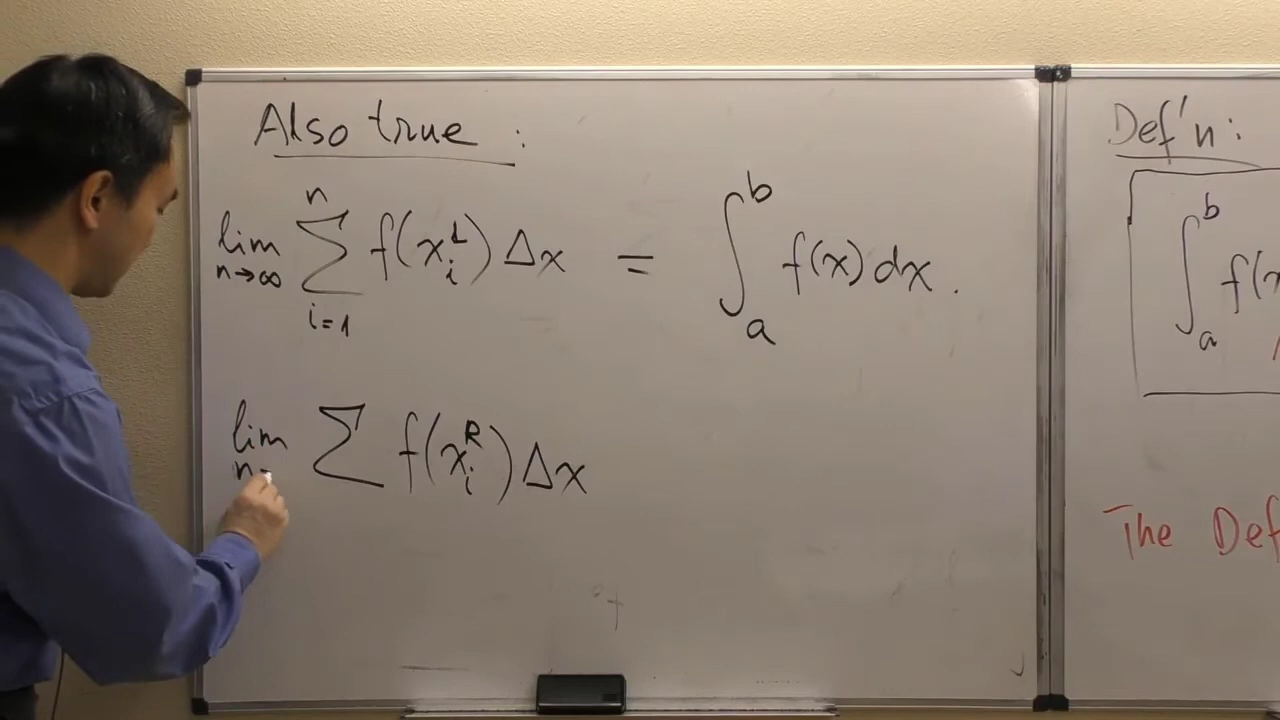 Also true :
lim n→∞ n ∑ i=1 f(x_i^L) Δx = ∫_a^b f(x) dx .
lim n- ∑ f(x_i^R) Δx
Def'n :
∫_a^b f(x
The Def